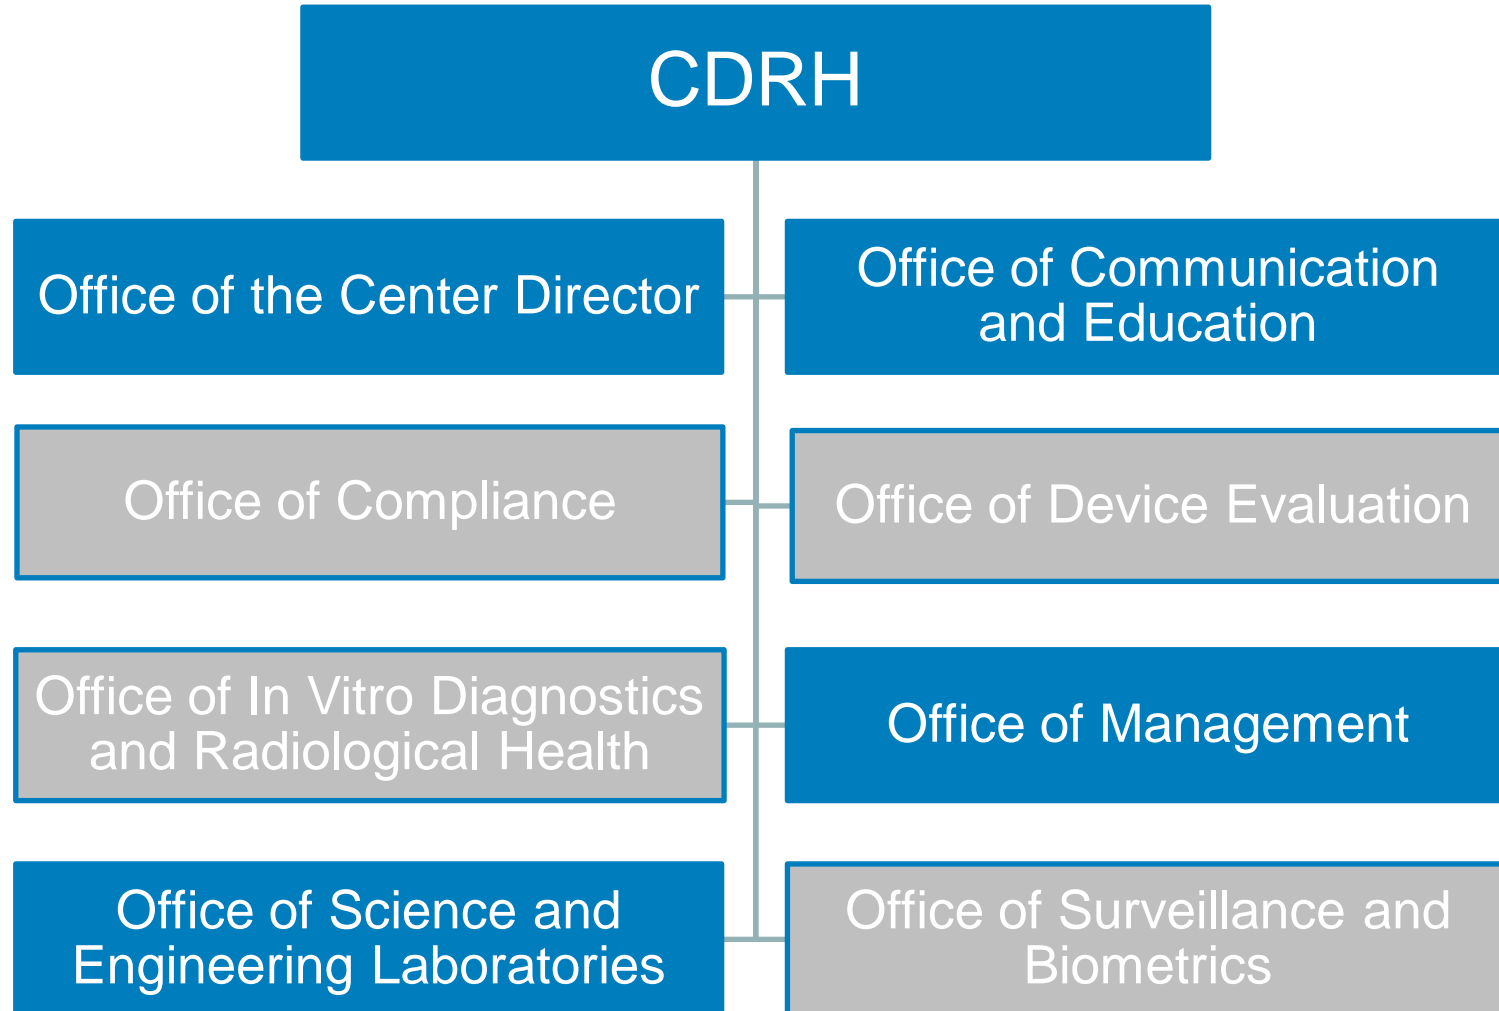 CDRH
Office of the Center Director
Office of Communication
and Education
Office of Compliance
Office of Device Evaluation
Office of In Vitro Diagnostics
and Radiological Health
Office of Management
Office of Science and
Engineering Laboratories
Office of Surveillance and
Biometrics